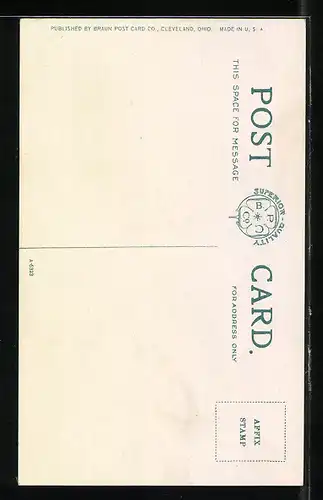 PUBLISHED BY BRAUN POST CARD CO., CLEVELAND, OHIO. MADE IN U. S. A
POST CARD.
SUPERIOR-QUALITY
B P C Co
THIS SPACE FOR MESSAGE
FOR ADDRESS ONLY
AFFIX
STAMP